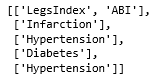 [['LegsIndex', 'ABI'],
['Infarction'],
['Hypertension'],
['Diabetes'],
['Hypertension']]